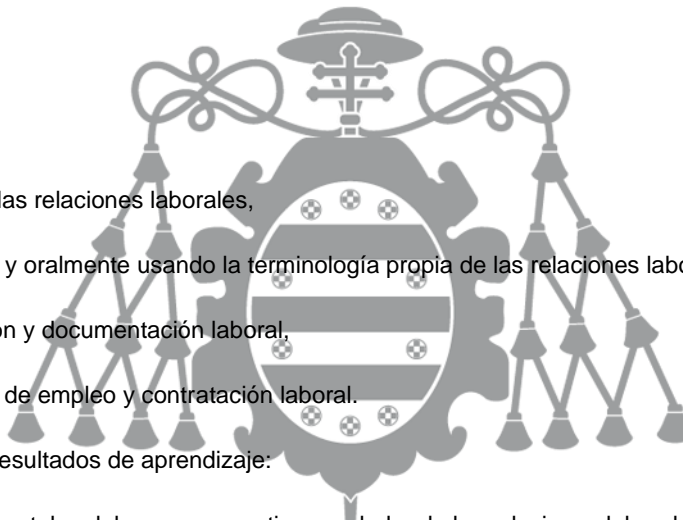 las relaciones laborales,
y oralmente usando la terminología propia de las relaciones labo
ón y documentación laboral,
de empleo y contratación laboral.
esultados de aprendizaje: